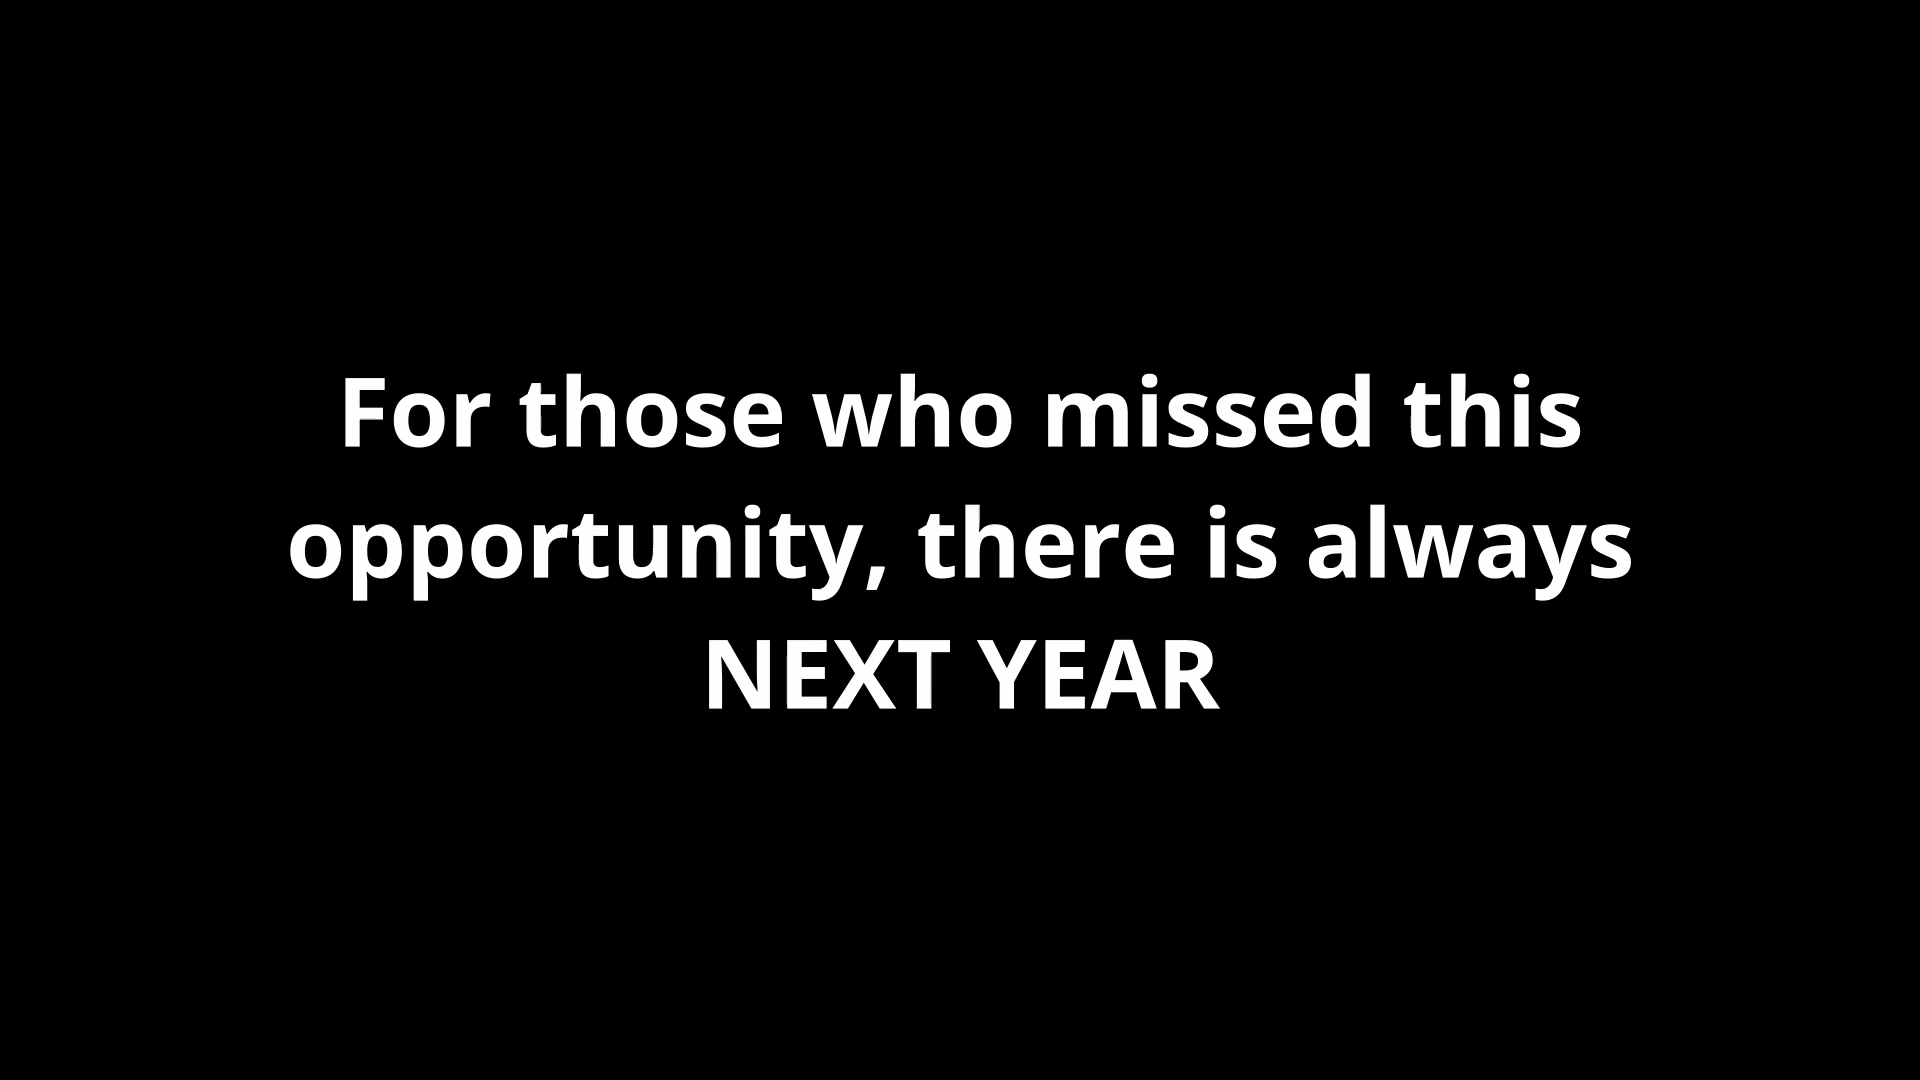 For those who missed this
opportunity, there is always
NEXT YEAR